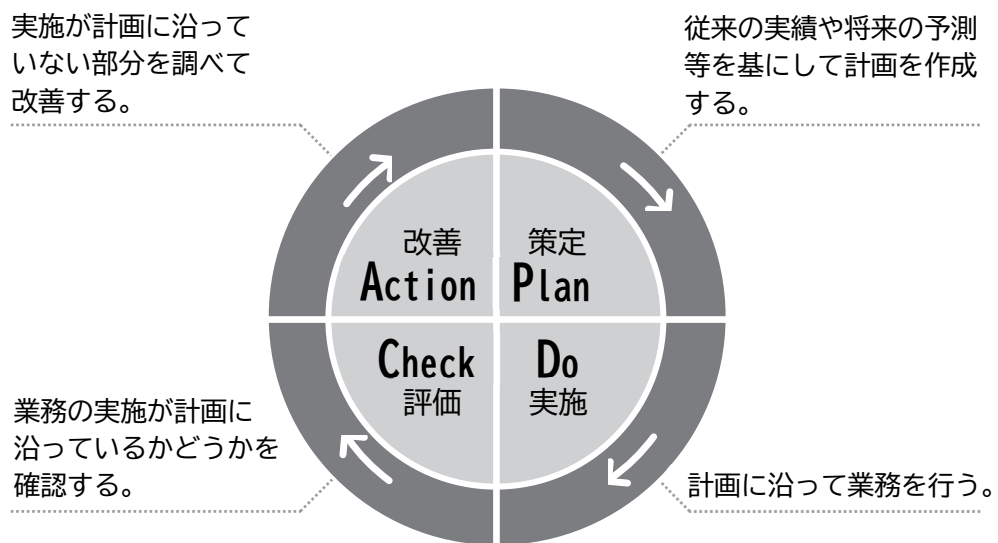 実施が計画に沿って
いない部分を調べて
改善する。
従来の実績や将来の予測
等を基にして計画を作成
する。
改善
Action
策定
Plan
Check
評価
Do
実施
業務の実施が計画に
沿っているかどうかを
確認する。
計画に沿って業務を行う。